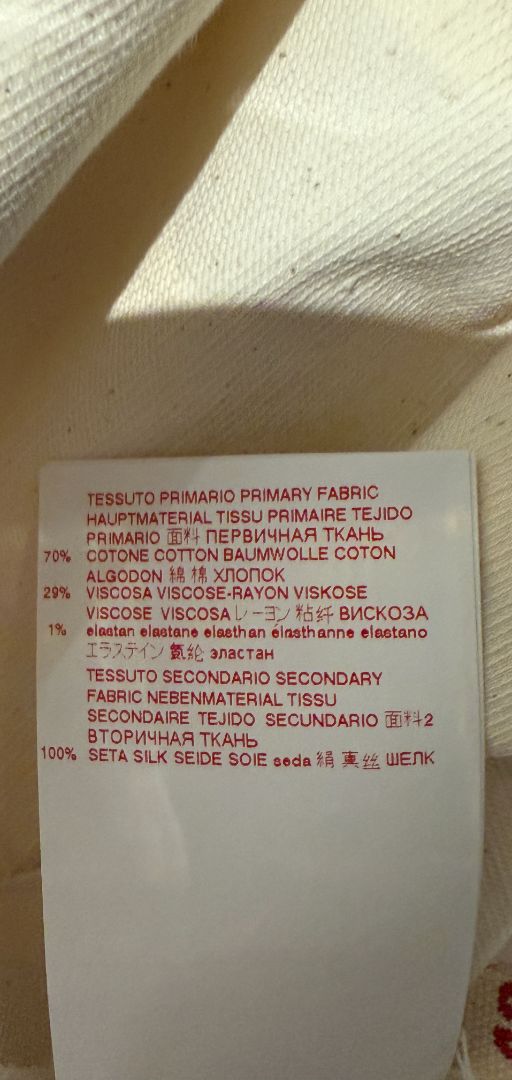 TESSUTO PRIMARIO PRIMARY FABRIC
HAUPTMATERIAL TISSU PRIMAIRE TEJIDO
PRIMARIO 面料 ПЕРВИЧНАЯ ТКАНЬ
70% COTONE COTTON BAUMWOLLE COTON
ALGODON 綿 棉 ХЛОПОК
29% VISCOSA VISCOSE-RAYON VISKOSE
VISCOSE VISCOSA レーヨン 粘纤 ВИСКОЗА
1% elastan elastane elasthan élasthanne elastano
エラステイン 氨纶 эластан
TESSUTO SECONDARIO SECONDARY
FABRIC NEBENMATERIAL TISSU
SECONDAIRE TEJIDO SECUNDARIO 面料2
ВТОРИЧНАЯ ТКАНЬ
100% SETA SILK SEIDE SOIE seda 絹 真丝 ШЕЛК